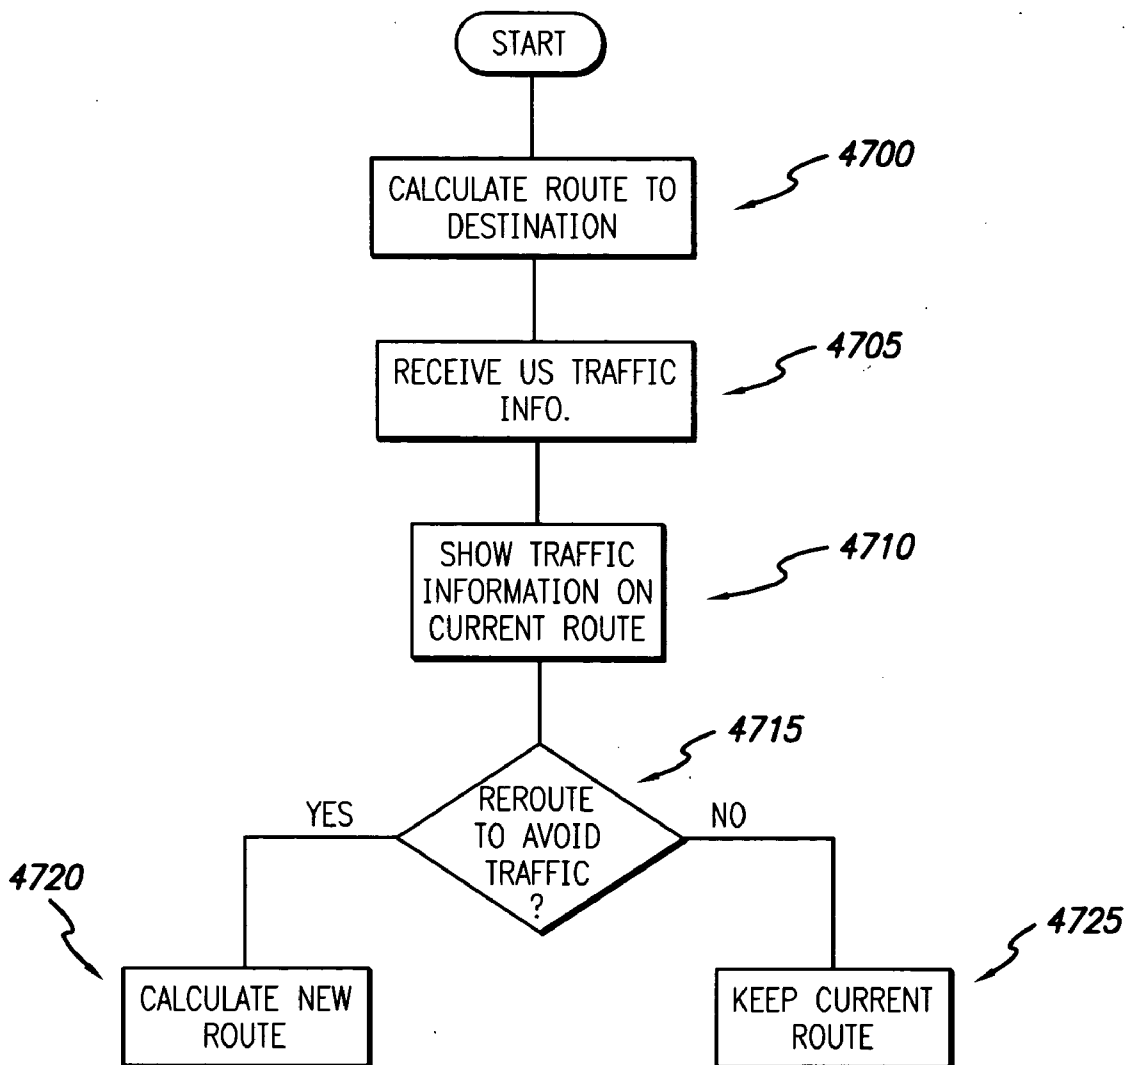 START
4700
CALCULATE ROUTE TO
DESTINATION
4705
RECEIVE US TRAFFIC
INFO.
4710
SHOW TRAFFIC
INFORMATION ON
CURRENT ROUTE
4715
YES
REROUTE
TO AVOID
TRAFFIC
?
NO
4720
4725
CALCULATE NEW
ROUTE
KEEP CURRENT
ROUTE